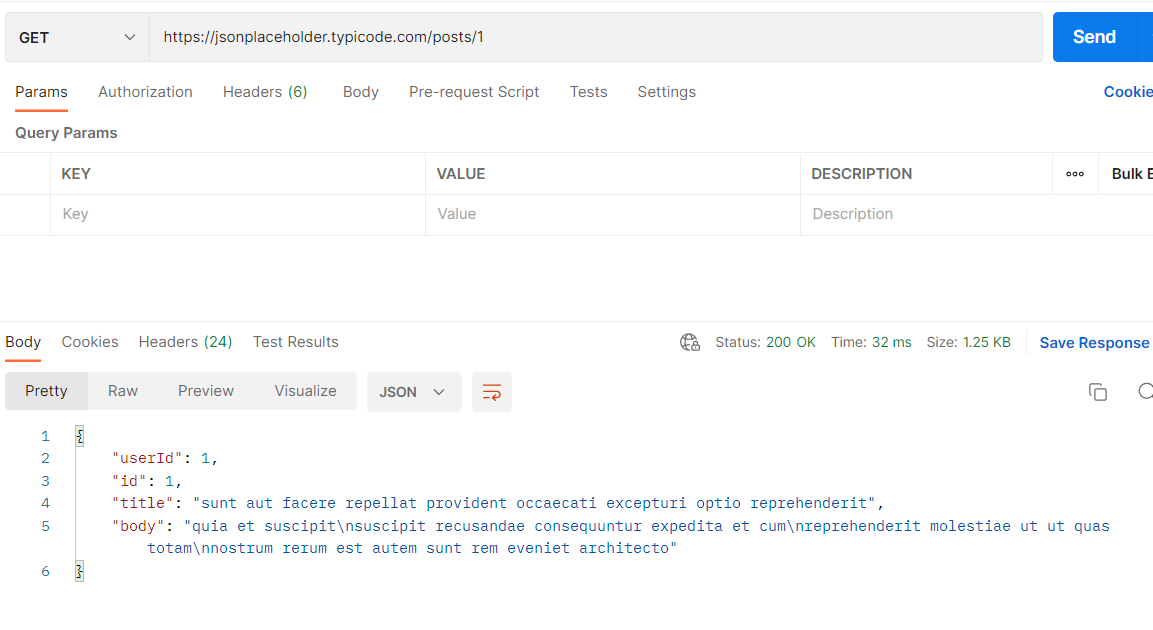 GET https://jsonplaceholder.typicode.com/posts/1 Send
Params Authorization Headers (6) Body Pre-request Script Tests Settings Cookie
Query Params
KEY VALUE DESCRIPTION ooo Bulk E
Key Value Description
Body Cookies Headers (24) Test Results Status: 200 OK Time: 32 ms Size: 1.25 KB Save Response
Pretty Raw Preview Visualize JSON
1 {
2 "userId": 1,
3 "id": 1,
4 "title": "sunt aut facere repellat provident occaecati excepturi optio reprehenderit",
5 "body": "quia et suscipit\nsuscipit recusandae consequuntur expedita et cum\nreprehenderit molestiae ut ut quas
totam\nnostrum rerum est autem sunt rem eveniet architecto"
6 }